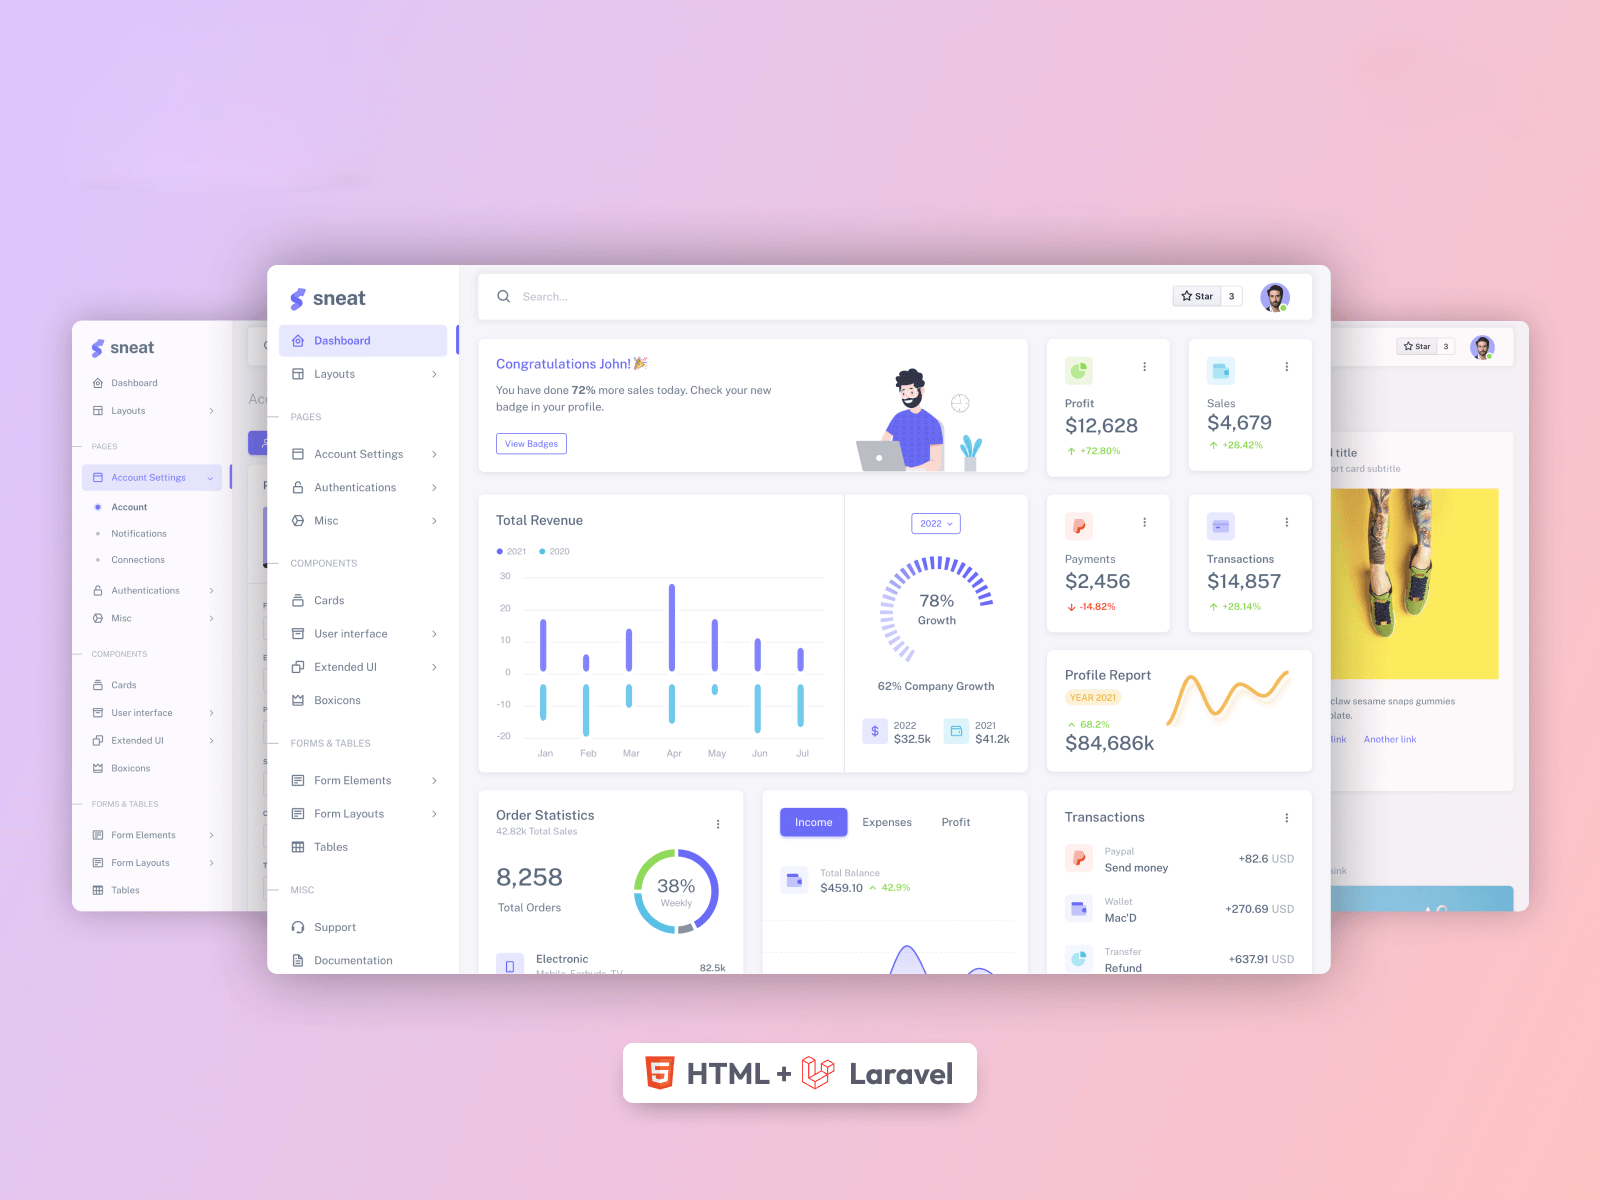 sneat
Dashboard
Layouts
PAGES
Account Settings
Account
Notifications
Connections
Authentications
Misc
COMPONENTS
Cards
User interface
Extended UI
Boxicons
FORMS & TABLES
Form Elements
Form Layouts
Tables
sneat
Dashboard
Layouts
PAGES
Account Settings
Authentications
Misc
COMPONENTS
Cards
User interface
Extended UI
Boxicons
FORMS & TABLES
Form Elements
Form Layouts
Tables
MISC
Support
Documentation
Search...
Star 3
Congratulations John!🎉
You have done 72% more sales today. Check your new
badge in your profile.
View Badges
Profit
$12,628
+72.80%
Sales
$4,679
+28.42%
Total Revenue
2021 2020
30
20
10
0
-10
-20
Jan Feb Mar Apr May Jun Jul
2022
78%
Growth
62% Company Growth
2022
$32.5k
2021
$41.2k
Payments
$2,456
-14.82%
Transactions
$14,857
+28.14%
Profile Report
YEAR 2021
68.2%
$84,686k
Order Statistics
42.82k Total Sales
8,258
Total Orders
38%
Weekly
Electronic
Mobile, Earbuds, TV
82.5k
Income Expenses Profit
Total Balance
$459.10 42.9%
Transactions
Paypal
Send money
+82.6 USD
Wallet
Mac'D
+270.69 USD
Transfer
Refund
+637.91 USD
Star 3
title
card subtitle
claw sesame snaps gummies
link Another link
HTML + Laravel